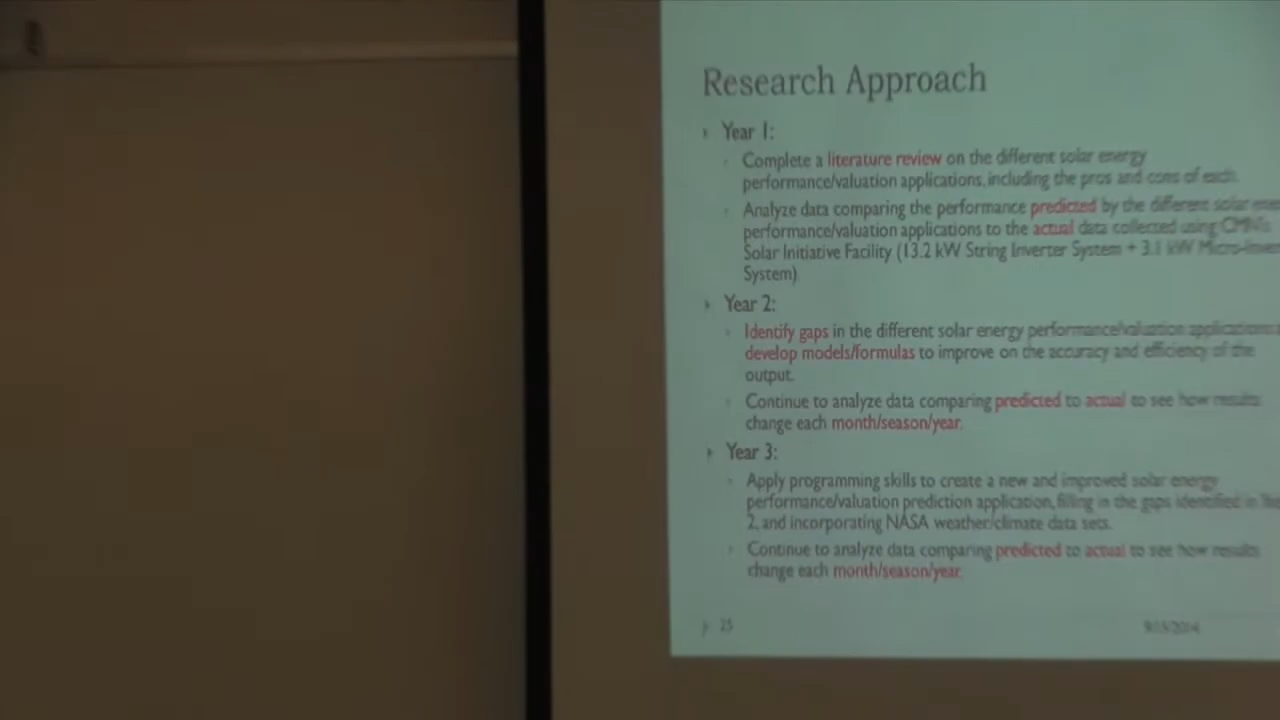 Research Approach
Year 1:
Complete a literature review on the different solar energy
performance/valuation applications, including the pros and cons of each.
Analyze data comparing the performance predicted by the different solar
performance/valuation applications to the actual data collected using
Solar Initiative Facility (13.2 kW String Inverter System + 3.1 kW
System)
Year 2:
Identify gaps in the different solar energy performance/valuation applications
develop models/formulas to improve on the accuracy and efficiency of the
output.
Continue to analyze data comparing predicted to actual to see how results
change each month/season/year.
Year 3:
Apply programming skills to create a new and improved solar energy
performance/valuation prediction application, filling in the gaps identified in
2, and incorporating NASA weather/climate data sets.
Continue to analyze data comparing predicted to actual to see how results
change each month/season/year.
25